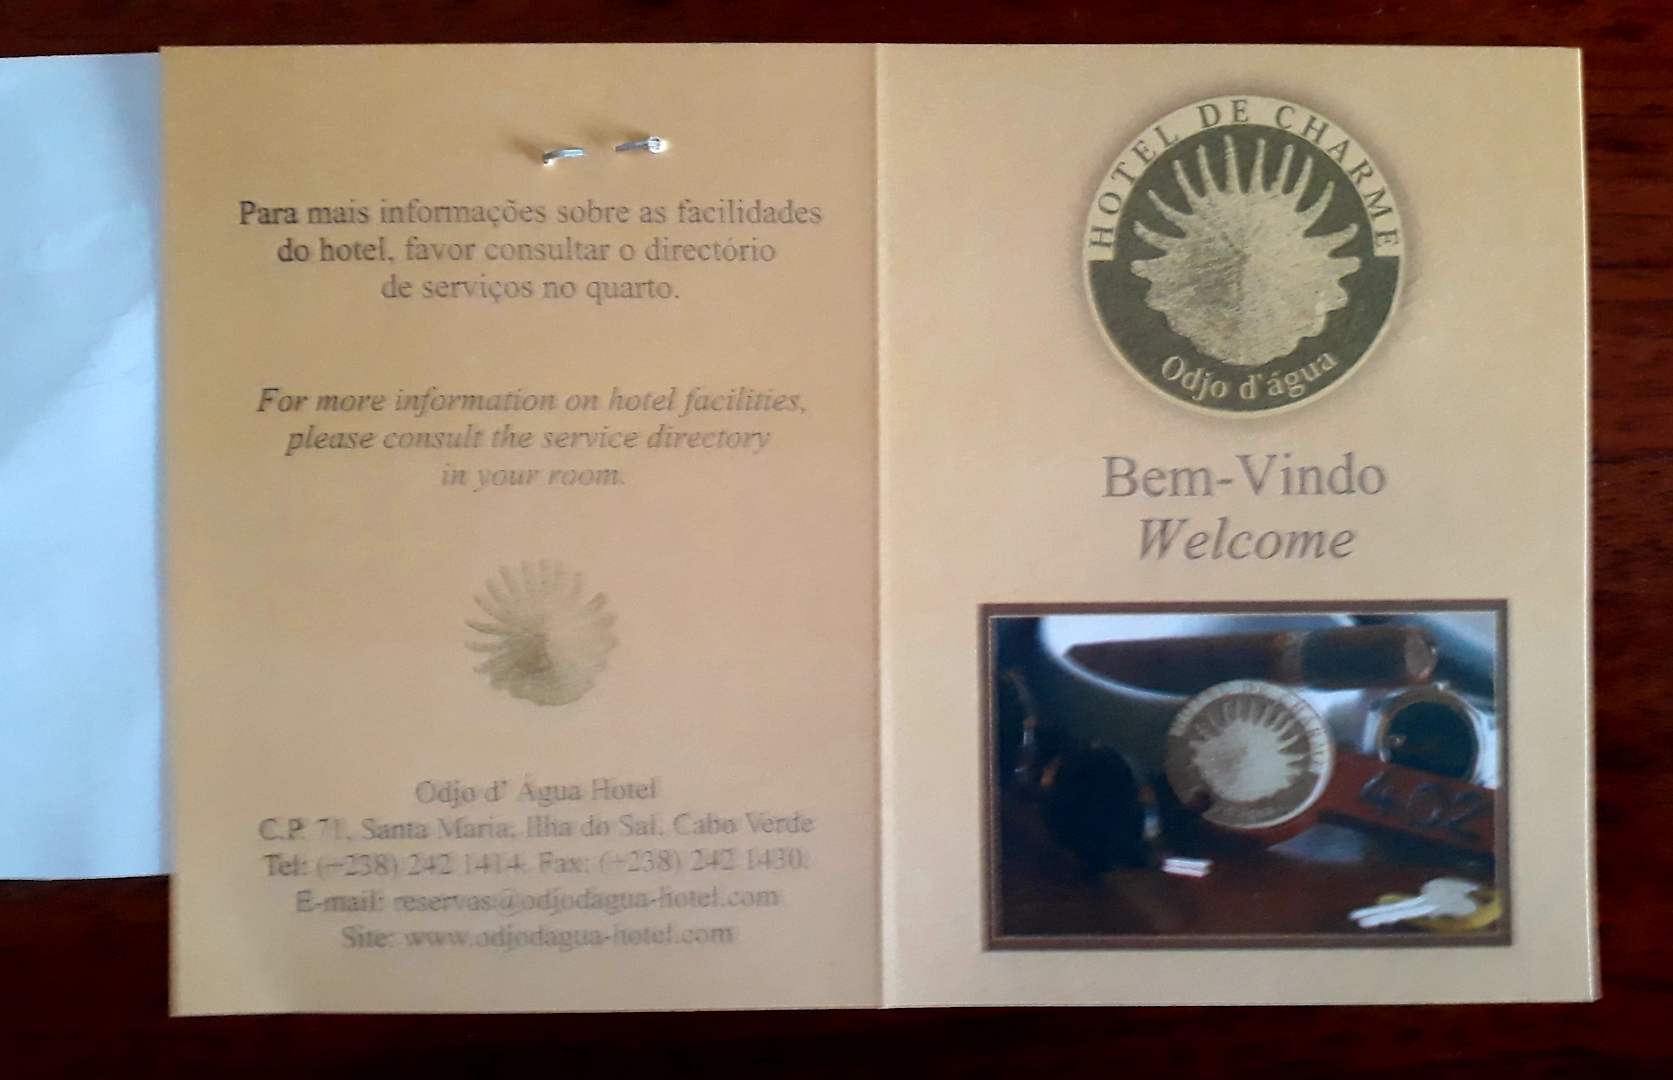 Para mais informações sobre as facilidades
do hotel, favor consultar o directório
de serviços no quarto.
For more information on hotel facilities,
please consult the service directory
in your room.
Odjo d' Água Hotel
C.P. 71, Santa Maria, Ilha do Sal, Cabo Verde
Tel: (+238) 242 1414 Fax: (+238) 242 1430
E-mail: reservas@odjodagua-hotel.com
Site: www.odjodagua-hotel.com
HOTEL DE CHARME
Odjo d'água
Bem-Vindo
Welcome
402